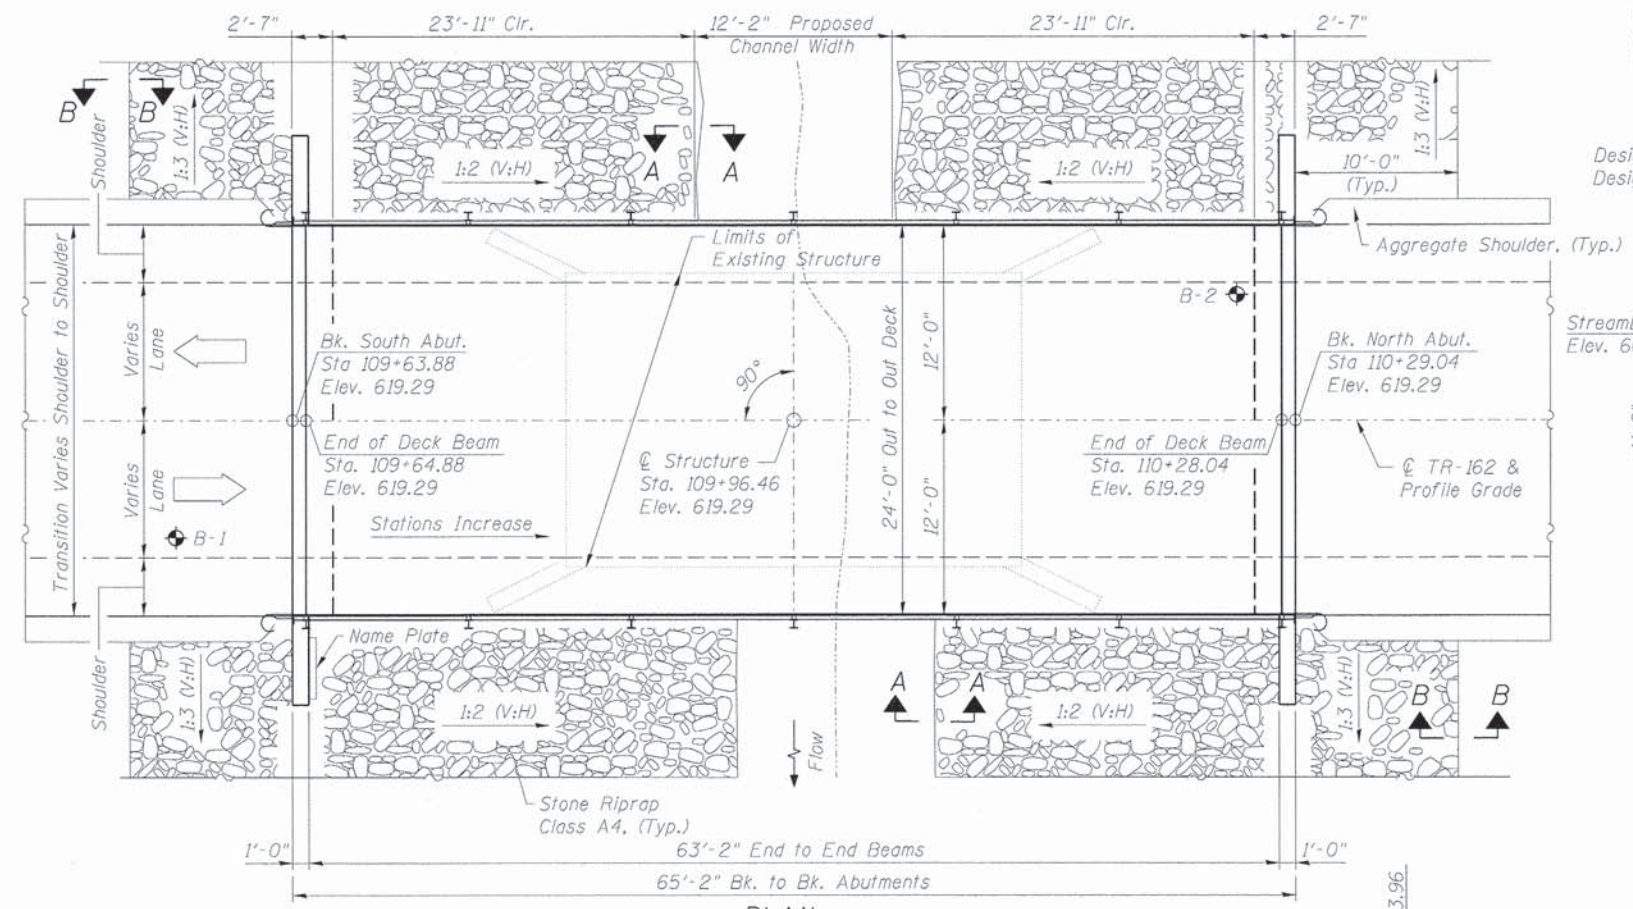 2'-7"
23'-11" Clr.
12'-2" Proposed
Channel Width
23'-11" Clr.
2'-7"
B
B
1:3 (V:H)
Shoulder
1:2 (V:H)
A
A
1:2 (V:H)
1:3 (V:H)
10'-0"
(Typ.)
Desi
Desi
Aggregate Shoulder, (Typ.)
Limits of
Existing Structure
B-2
Transition Varies Shoulder to Shoulder
Varies
Lane
Bk. South Abut.
Sta 109+63.88
Elev. 619.29
90°
24'-0" Out to Out Deck
12'-0"
Bk. North Abut.
Sta 110+29.04
Elev. 619.29
Elev. 6
End of Deck Beam
Sta. 109+64.88
Elev. 619.29
℄ Structure
Sta. 109+96.46
Elev. 619.29
End of Deck Beam
Sta. 110+28.04
Elev. 619.29
℄ TR-162 &
Profile Grade
Varies
Lane
12'-0"
B-1
Stations Increase
Shoulder
Name Plate
1:3 (V:H)
1:2 (V:H)
A
A
1:2 (V:H)
1:3 (V:H)
B
B
Flow
Stone Riprap
Class A4, (Typ.)
1'-0"
63'-2" End to End Beams
1'-0"
65'-2" Bk. to Bk. Abutments
3.96